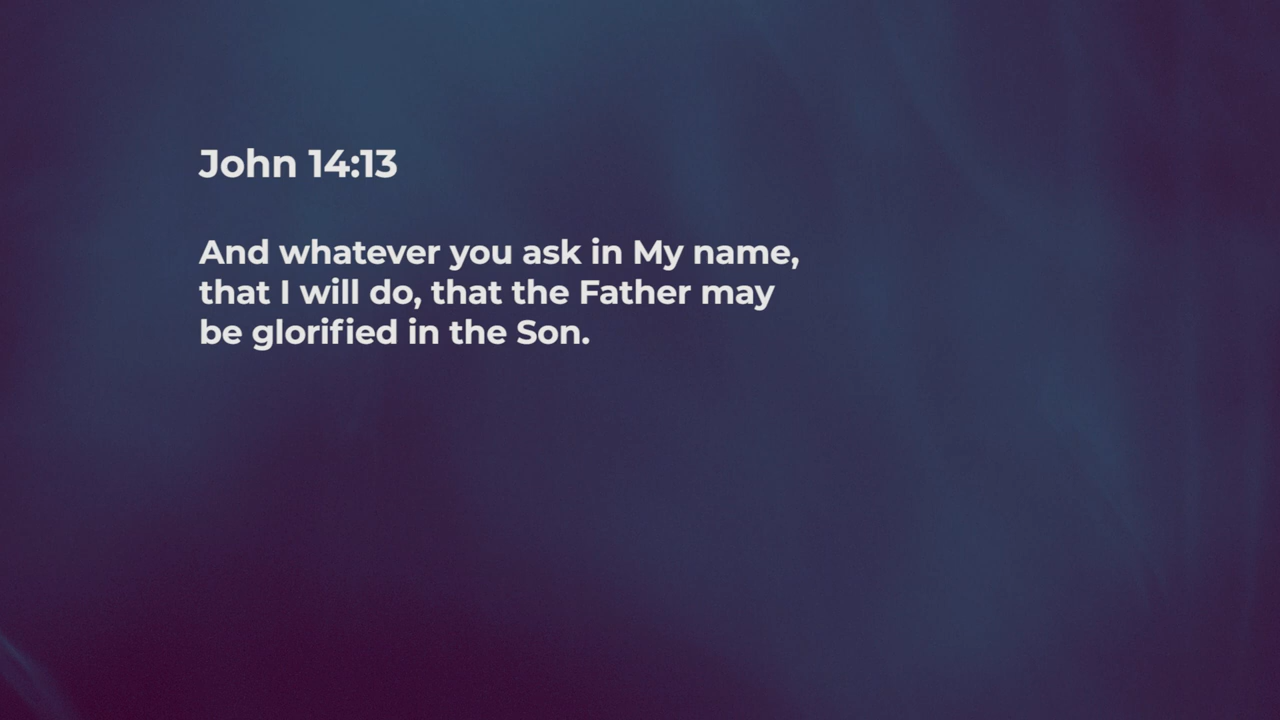 John 14:13
And whatever you ask in My name,
that I will do, that the Father may
be glorified in the Son.